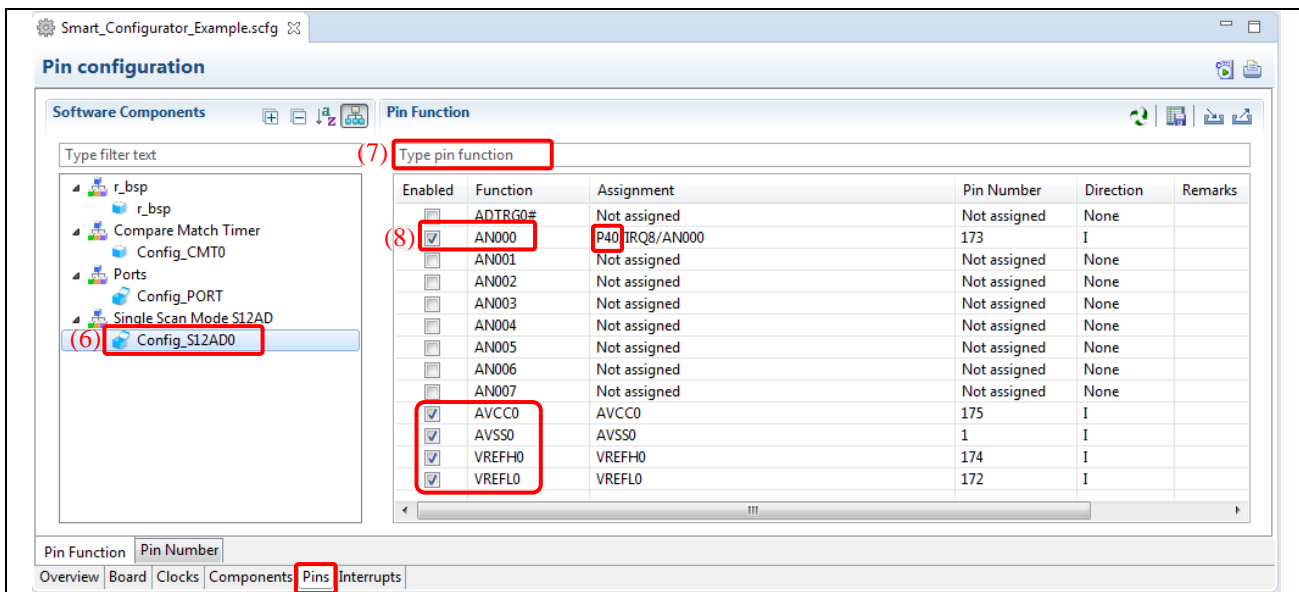 Smart_Configurator_Example.scfg
Pin configuration
Software Components
Pin Function
Type filter text
(7) Type pin function
r_bsp
r_bsp
Compare Match Timer
Config_CMT0
Ports
Config_PORT
Single Scan Mode S12AD
(6) Config_S12AD0
Enabled Function Assignment Pin Number Direction Remarks
ADTRG0# Not assigned Not assigned None
(8) AN000 P40/IRQ8/AN000 173 I
AN001 Not assigned Not assigned None
AN002 Not assigned Not assigned None
AN003 Not assigned Not assigned None
AN004 Not assigned Not assigned None
AN005 Not assigned Not assigned None
AN006 Not assigned Not assigned None
AN007 Not assigned Not assigned None
AVCC0 AVCC0 175 I
AVSS0 AVSS0 1 I
VREFH0 VREFH0 174 I
VREFL0 VREFL0 172 I
Pin Function Pin Number
Overview Board Clocks Components Pins Interrupts